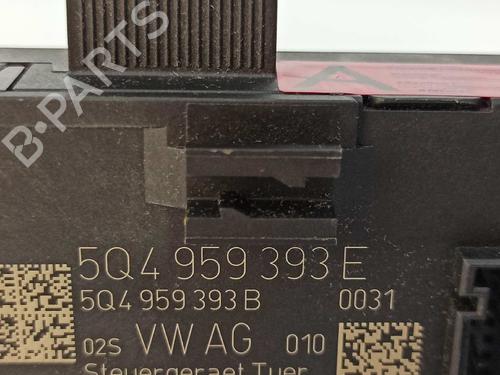 B-PARTS
5Q4 959 393 E
5Q4 959 393 B 0031
02S VW AG 010
Steuergeraet Tuer